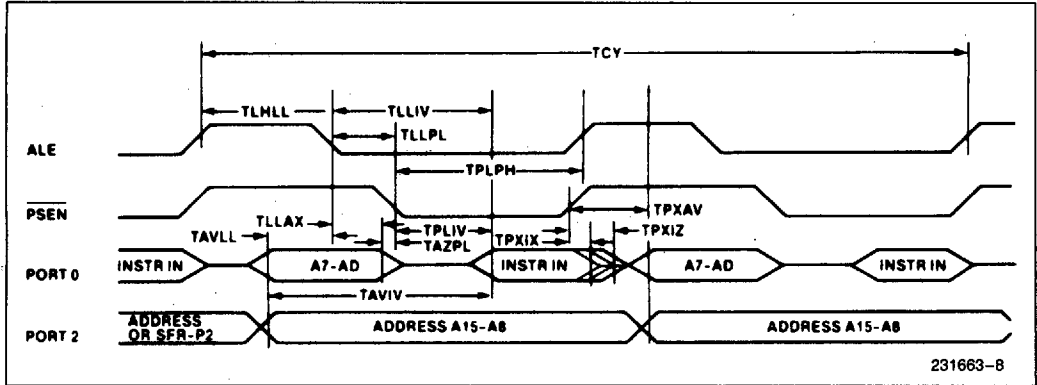 TCY
TLHLL
TLLIV
TLLPL
ALE
TPLPH
PSEN
TPXAV
TLLAX
TPLIV
TPXIZ
TAVLL
TAZPL
TPXIX
PORT 0
INSTR IN
A7-AD
INSTR IN
A7-AD
INSTR IN
TAVIV
PORT 2
ADDRESS
OR SFR-P2
ADDRESS A15-A8
ADDRESS A15-A8
231663-8